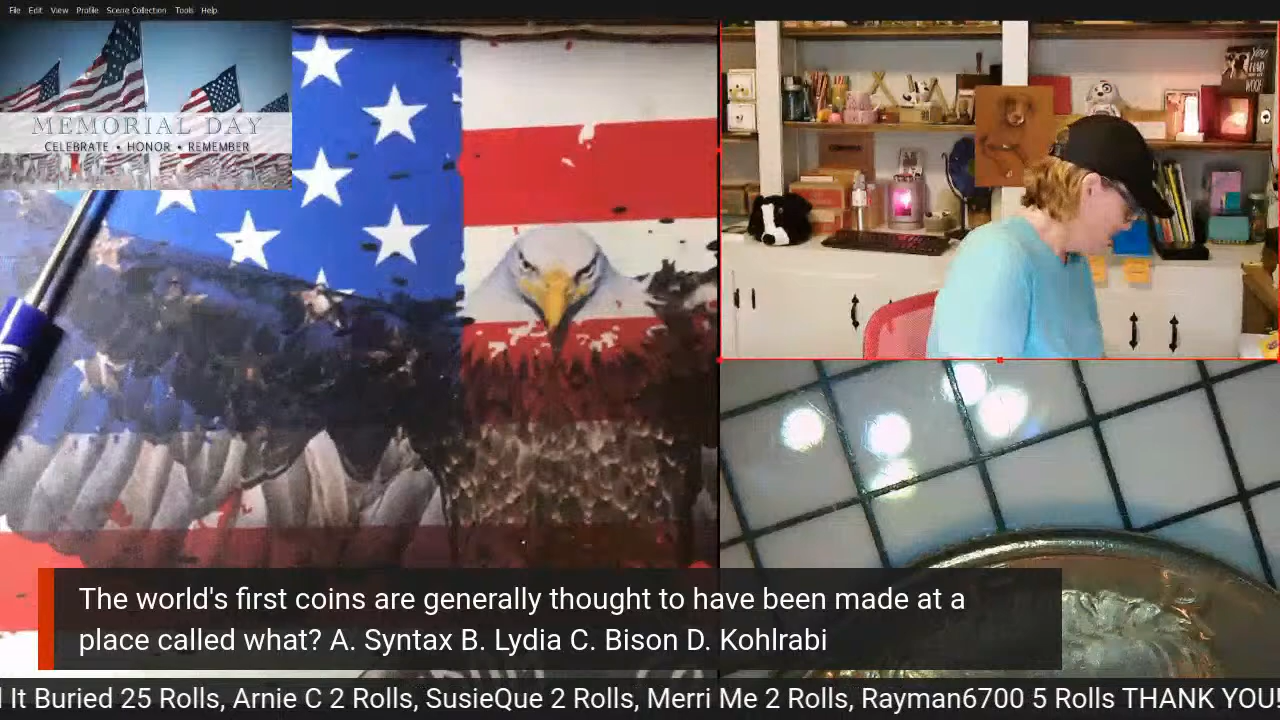 File Edit View Profile Scene Collection Tools Help
MEMORIAL DAY
CELEBRATE • HONOR • REMEMBER
The world's first coins are generally thought to have been made at a
place called what? A. Syntax B. Lydia C. Bison D. Kohlrabi
It Buried 25 Rolls, Arnie C 2 Rolls, SusieQue 2 Rolls, Merri Me 2 Rolls, Rayman6700 5 Rolls THANK YOU!